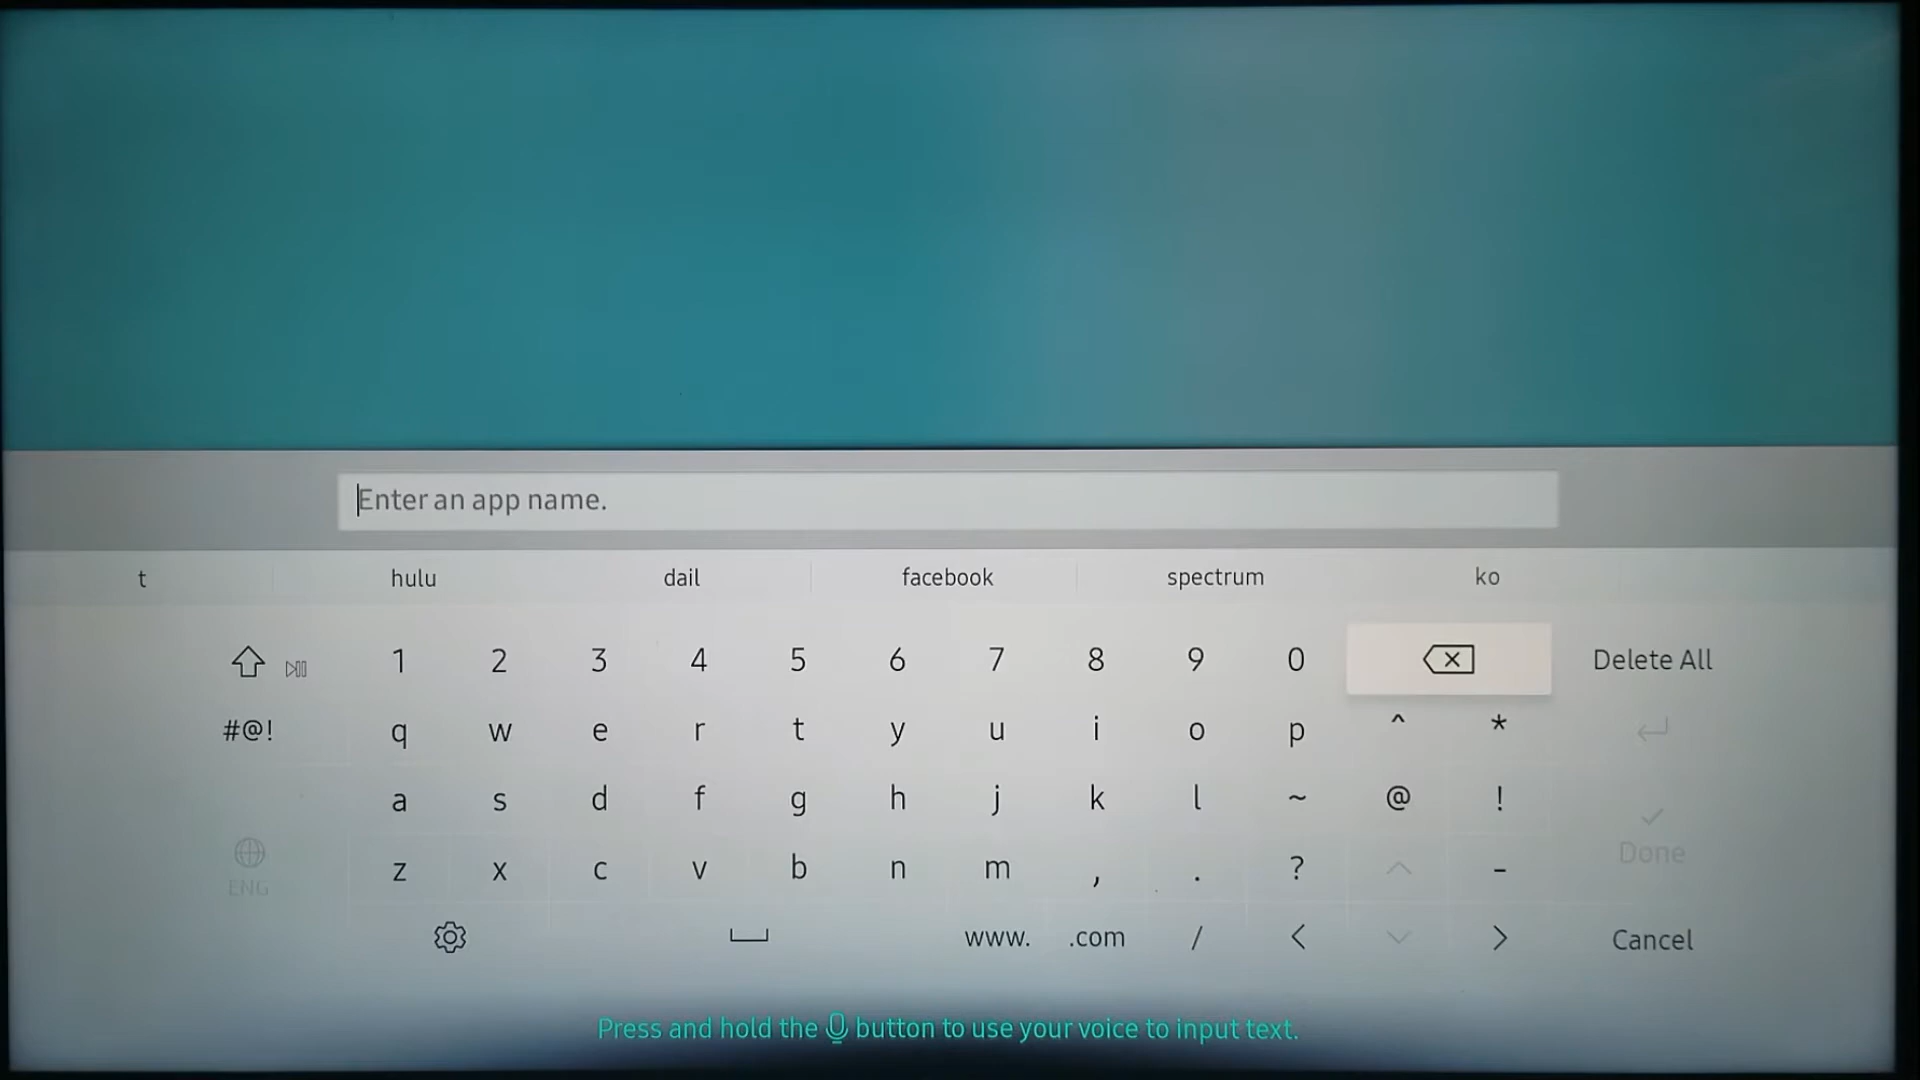 Enter an app name.
t hulu dail facebook spectrum ko
1 2 3 4 5 6 7 8 9 0 Delete All
#@! q w e r t y u i o p ^ *
a s d f g h j k l ~ @ !
ENG z x c v b n m , . ? - Done
www. .com / < > Cancel
Press and hold the button to use your voice to input text.